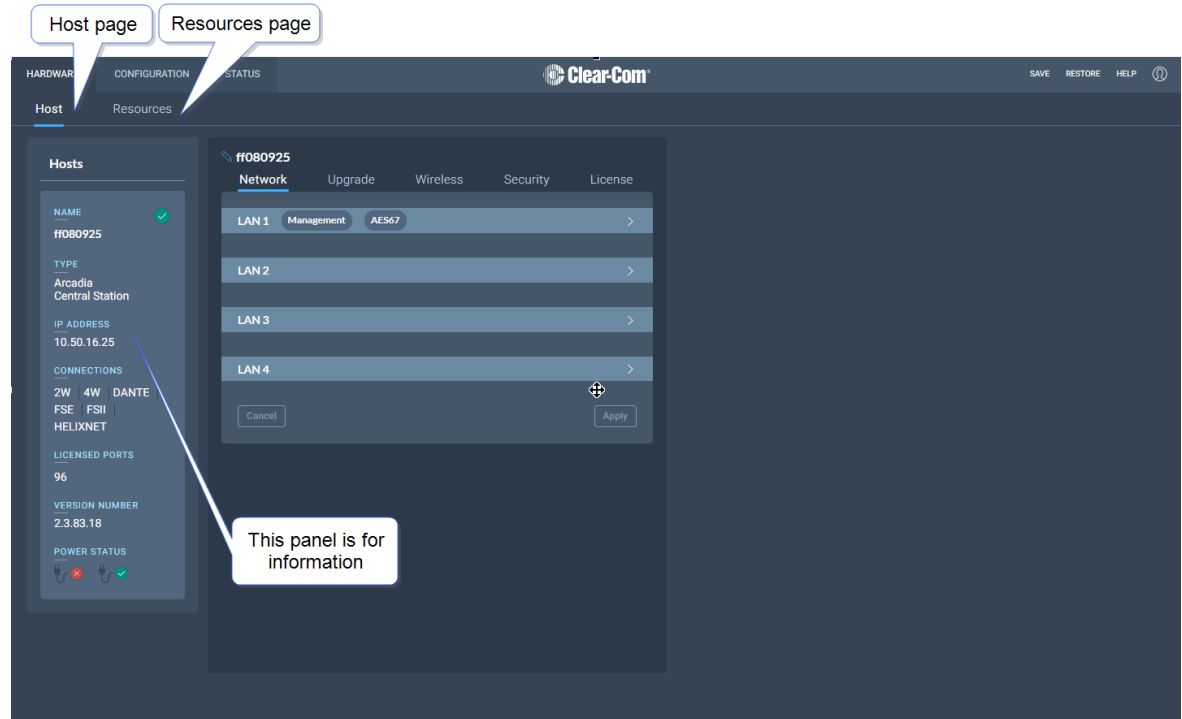 Host page
Resources page
HARDWAR
CONFIGURATION
STATUS
Clear-Com
SAVE
RESTORE
HELP
Host
Resources
Hosts
NAME
ff080925
TYPE
Arcadia
Central Station
IP ADDRESS
10.50.16.25
CONNECTIONS
2W 4W DANTE
FSE FSII
HELIXNET
LICENSED PORTS
96
VERSION NUMBER
2.3.83.18
POWER STATUS
ff080925
Network
Upgrade
Wireless
Security
License
LAN 1 Management AES67
LAN 2
LAN 3
LAN 4
Cancel
Apply
This panel is for
information